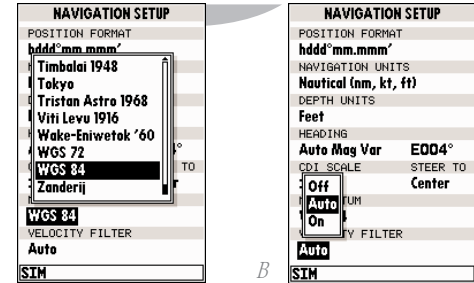 NAVIGATION SETUP
POSITION FORMAT
hddd°mm.mmm′
Timbalai 1948
Tokyo
Tristan Astro 1968
Viti Levu 1916
Wake-Eniwetok ′60
WGS 72
WGS 84
Zanderij
TO
WGS 84
VELOCITY FILTER
Auto
SIM
B
NAVIGATION SETUP
POSITION FORMAT
hddd°mm.mmm′
NAVIGATION UNITS
Nautical (nm, kt, ft)
DEPTH UNITS
Feet
HEADING
Auto Mag Var E004°
CDI SCALE STEER TO
Center
Off
Auto
On
FILTER
Auto
SIM